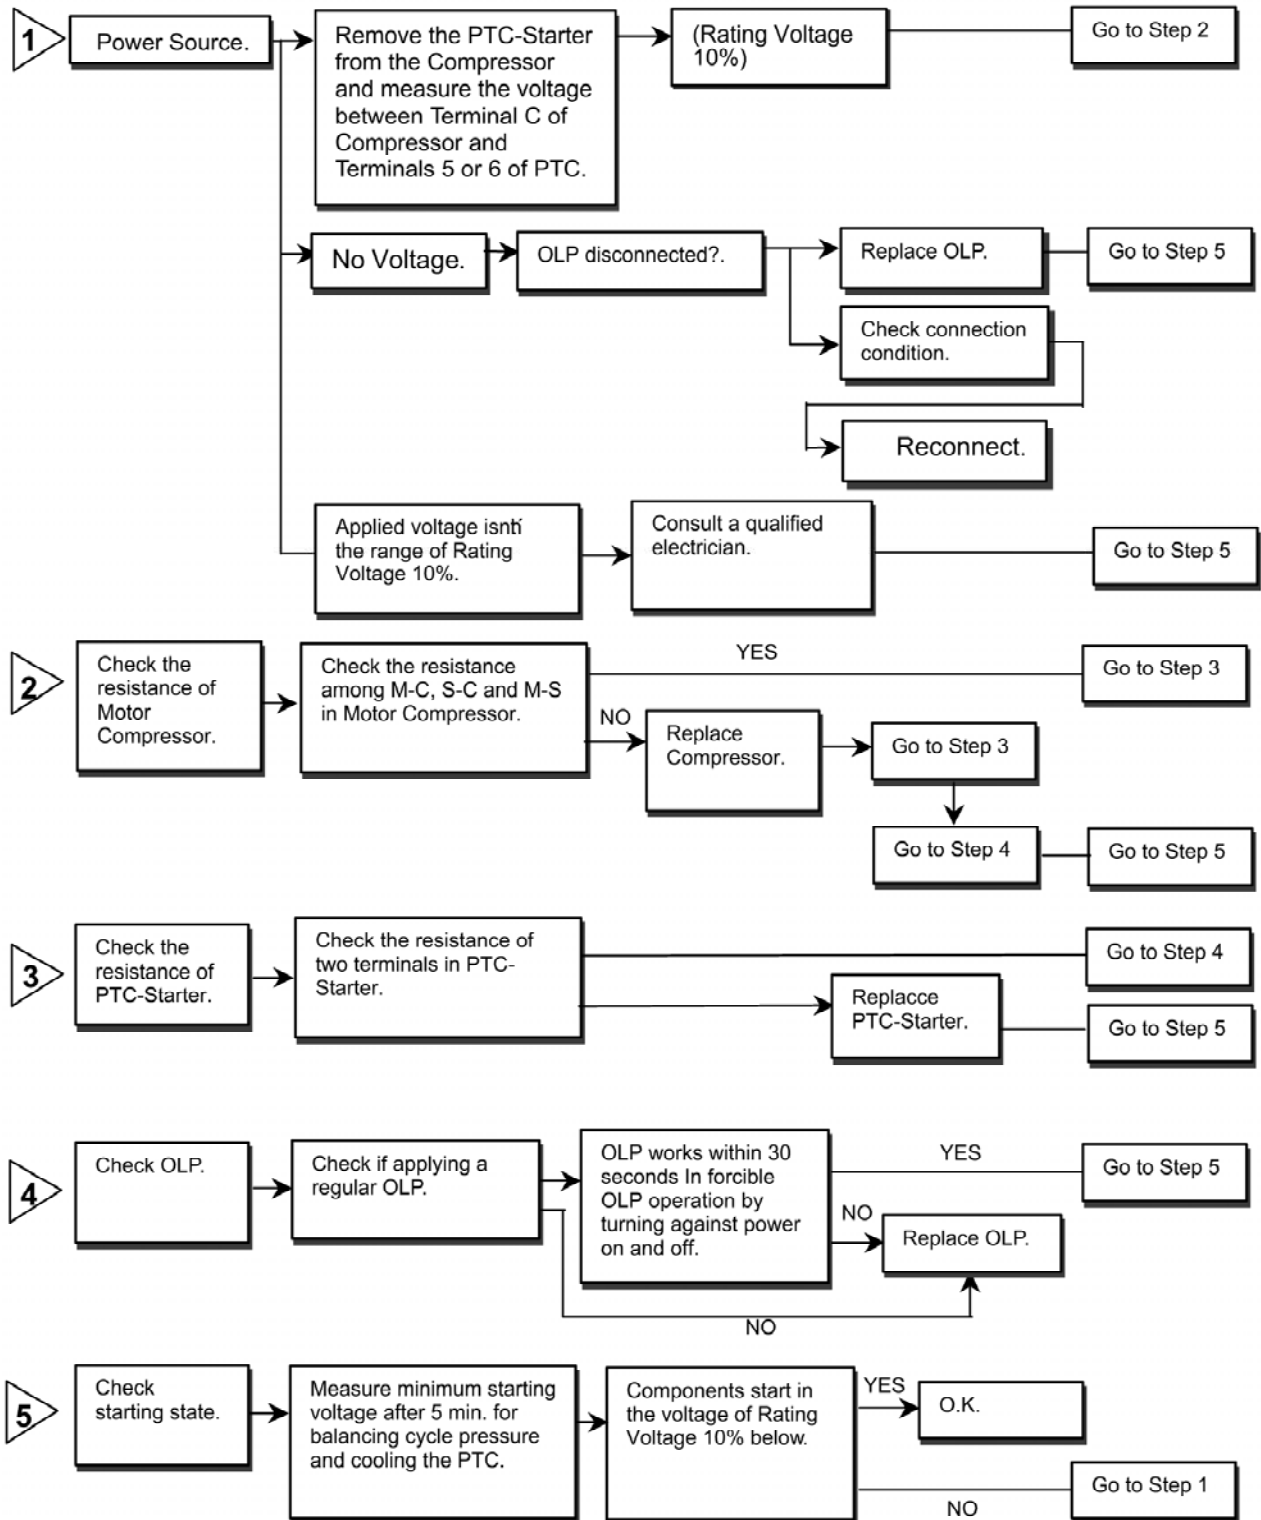 1
Power Source.
Remove the PTC-Starter
from the Compressor
and measure the voltage
between Terminal C of
Compressor and
Terminals 5 or 6 of PTC.
(Rating Voltage
10%)
Go to Step 2
No Voltage.
OLP disconnected?.
Replace OLP.
Go to Step 5
Check connection
condition.
Reconnect.
Applied voltage isntí
the range of Rating
Voltage 10%.
Consult a qualified
electrician.
Go to Step 5
2
Check the
resistance of
Motor
Compressor.
Check the resistance
among M-C, S-C and M-S
in Motor Compressor.
YES
Go to Step 3
NO
Replace
Compressor.
Go to Step 3
Go to Step 4
Go to Step 5
3
Check the
resistance of
PTC-Starter.
Check the resistance of
two terminals in PTC-
Starter.
Go to Step 4
Replacce
PTC-Starter.
Go to Step 5
4
Check OLP.
Check if applying a
regular OLP.
OLP works within 30
seconds In forcible
OLP operation by
turning against power
on and off.
YES
Go to Step 5
NO
Replace OLP.
NO
5
Check
starting state.
Measure minimum starting
voltage after 5 min. for
balancing cycle pressure
and cooling the PTC.
Components start in
the voltage of Rating
Voltage 10% below.
YES
O.K.
NO
Go to Step 1